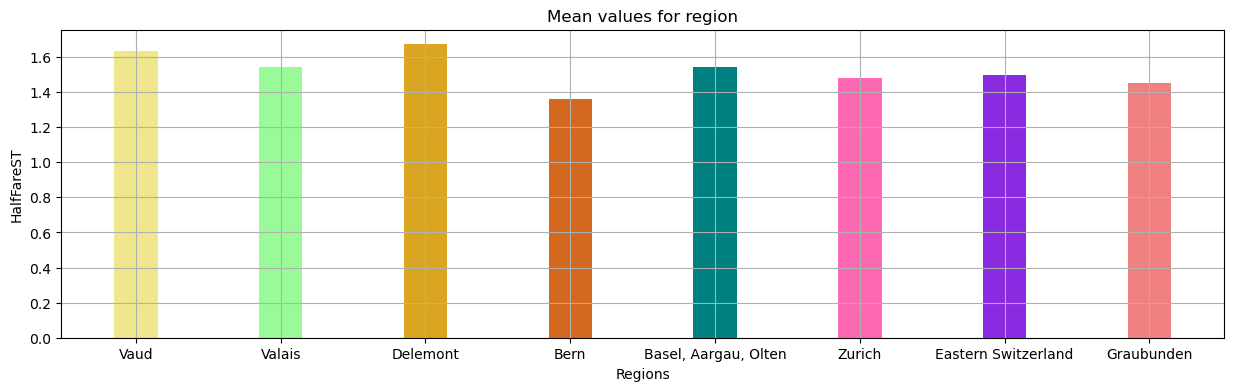 Mean values for region
HalfFareST
1.6
1.4
1.2
1.0
0.8
0.6
0.4
0.2
0.0
Vaud Valais Delemont Bern Basel, Aargau, Olten Zurich Eastern Switzerland Graubunden
Regions